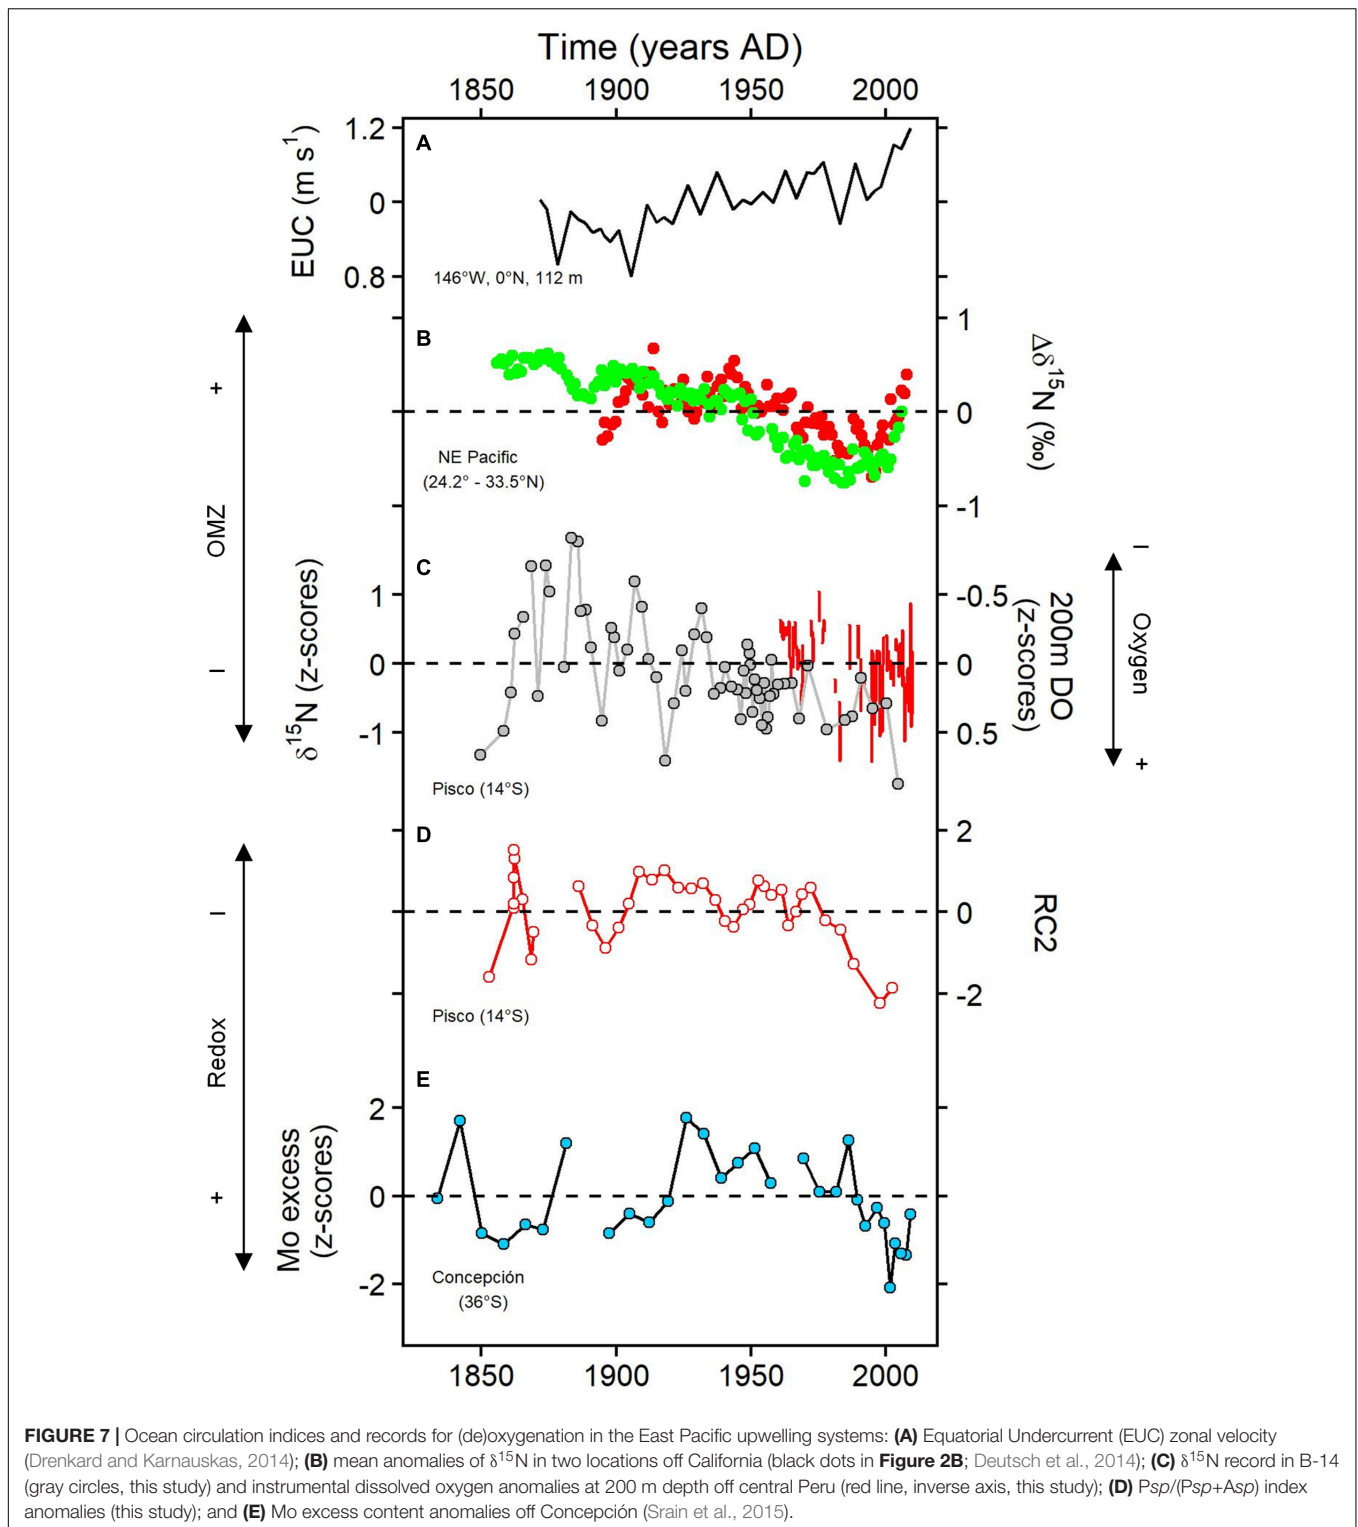 Time (years AD)
1850 1900 1950 2000
A
EUC (m s¹)
1.2
0
0.8
146°W, 0°N, 112 m
B
Δδ¹⁵N (‰)
1
0
-1
NE Pacific
(24.2° - 33.5°N)
+
OMZ
–
C
δ¹⁵N (z-scores)
1
0
-1
-0.5
0
0.5
200m DO
(z-scores)
–
Oxygen
+
Pisco (14°S)
D
2
0
-2
RC2
Pisco (14°S)
–
Redox
+
E
Mo excess
(z-scores)
2
0
-2
Concepción
(36°S)
1850 1900 1950 2000
FIGURE 7 | Ocean circulation indices and records for (de)oxygenation in the East Pacific upwelling systems: (A) Equatorial Undercurrent (EUC) zonal velocity
(Drenkard and Karnauskas, 2014); (B) mean anomalies of δ¹⁵N in two locations off California (black dots in Figure 2B; Deutsch et al., 2014); (C) δ¹⁵N record in B-14
(gray circles, this study) and instrumental dissolved oxygen anomalies at 200 m depth off central Peru (red line, inverse axis, this study); (D) Psp/(Psp+Asp) index
anomalies (this study); and (E) Mo excess content anomalies off Concepción (Srain et al., 2015).